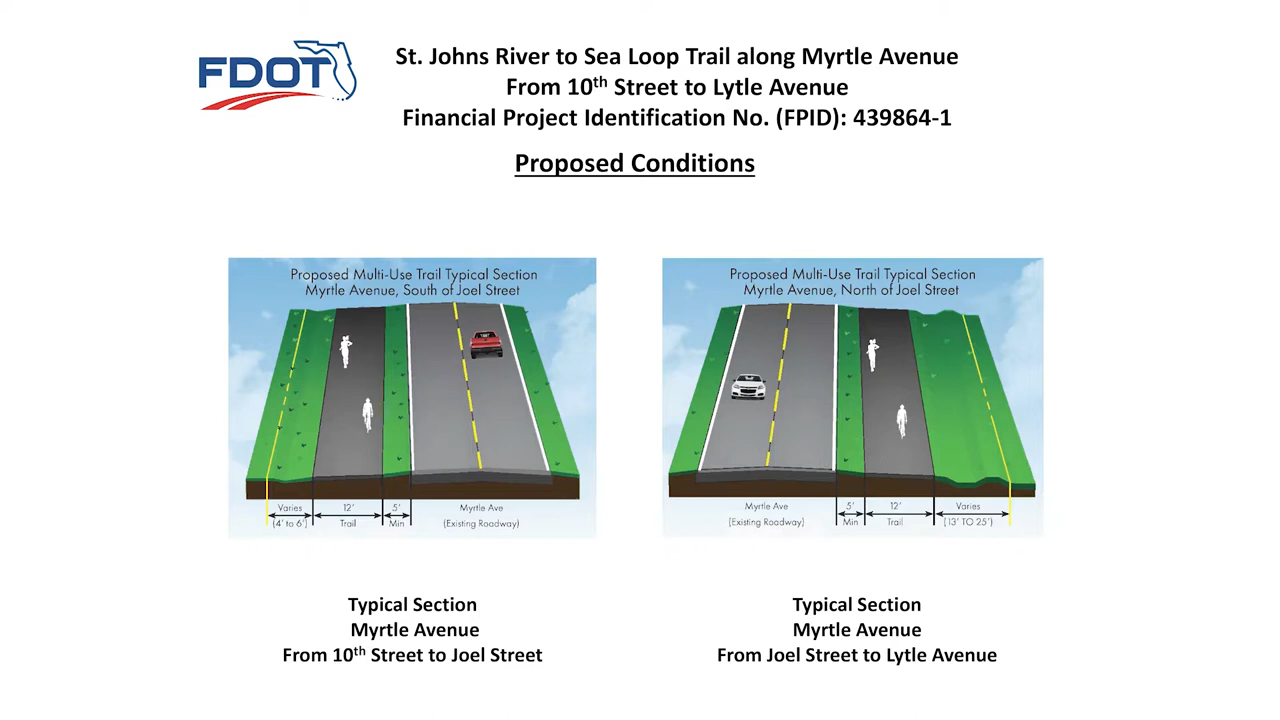 FDOT
St. Johns River to Sea Loop Trail along Myrtle Avenue
From 10th Street to Lytle Avenue
Financial Project Identification No. (FPID): 439864-1
Proposed Conditions
Proposed Multi-Use Trail Typical Section
Myrtle Avenue, South of Joel Street
Varies
(4' to 6')
12'
Trail
5'
Min
Myrtle Ave
(Existing Roadway)
Proposed Multi-Use Trail Typical Section
Myrtle Avenue, North of Joel Street
Myrtle Ave
(Existing Roadway)
5'
Min
12'
Trail
Varies
(13' TO 25')
Typical Section
Myrtle Avenue
From 10th Street to Joel Street
Typical Section
Myrtle Avenue
From Joel Street to Lytle Avenue